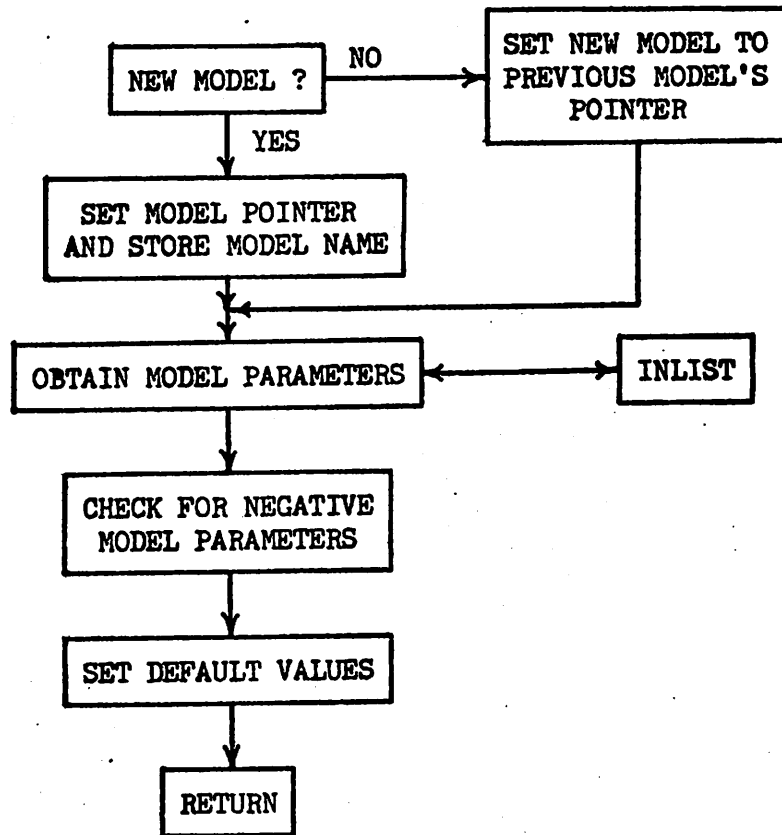 NEW MODEL ?
NO
SET NEW MODEL TO
PREVIOUS MODEL'S
POINTER
YES
SET MODEL POINTER
AND STORE MODEL NAME
OBTAIN MODEL PARAMETERS
INLIST
CHECK FOR NEGATIVE
MODEL PARAMETERS
SET DEFAULT VALUES
RETURN